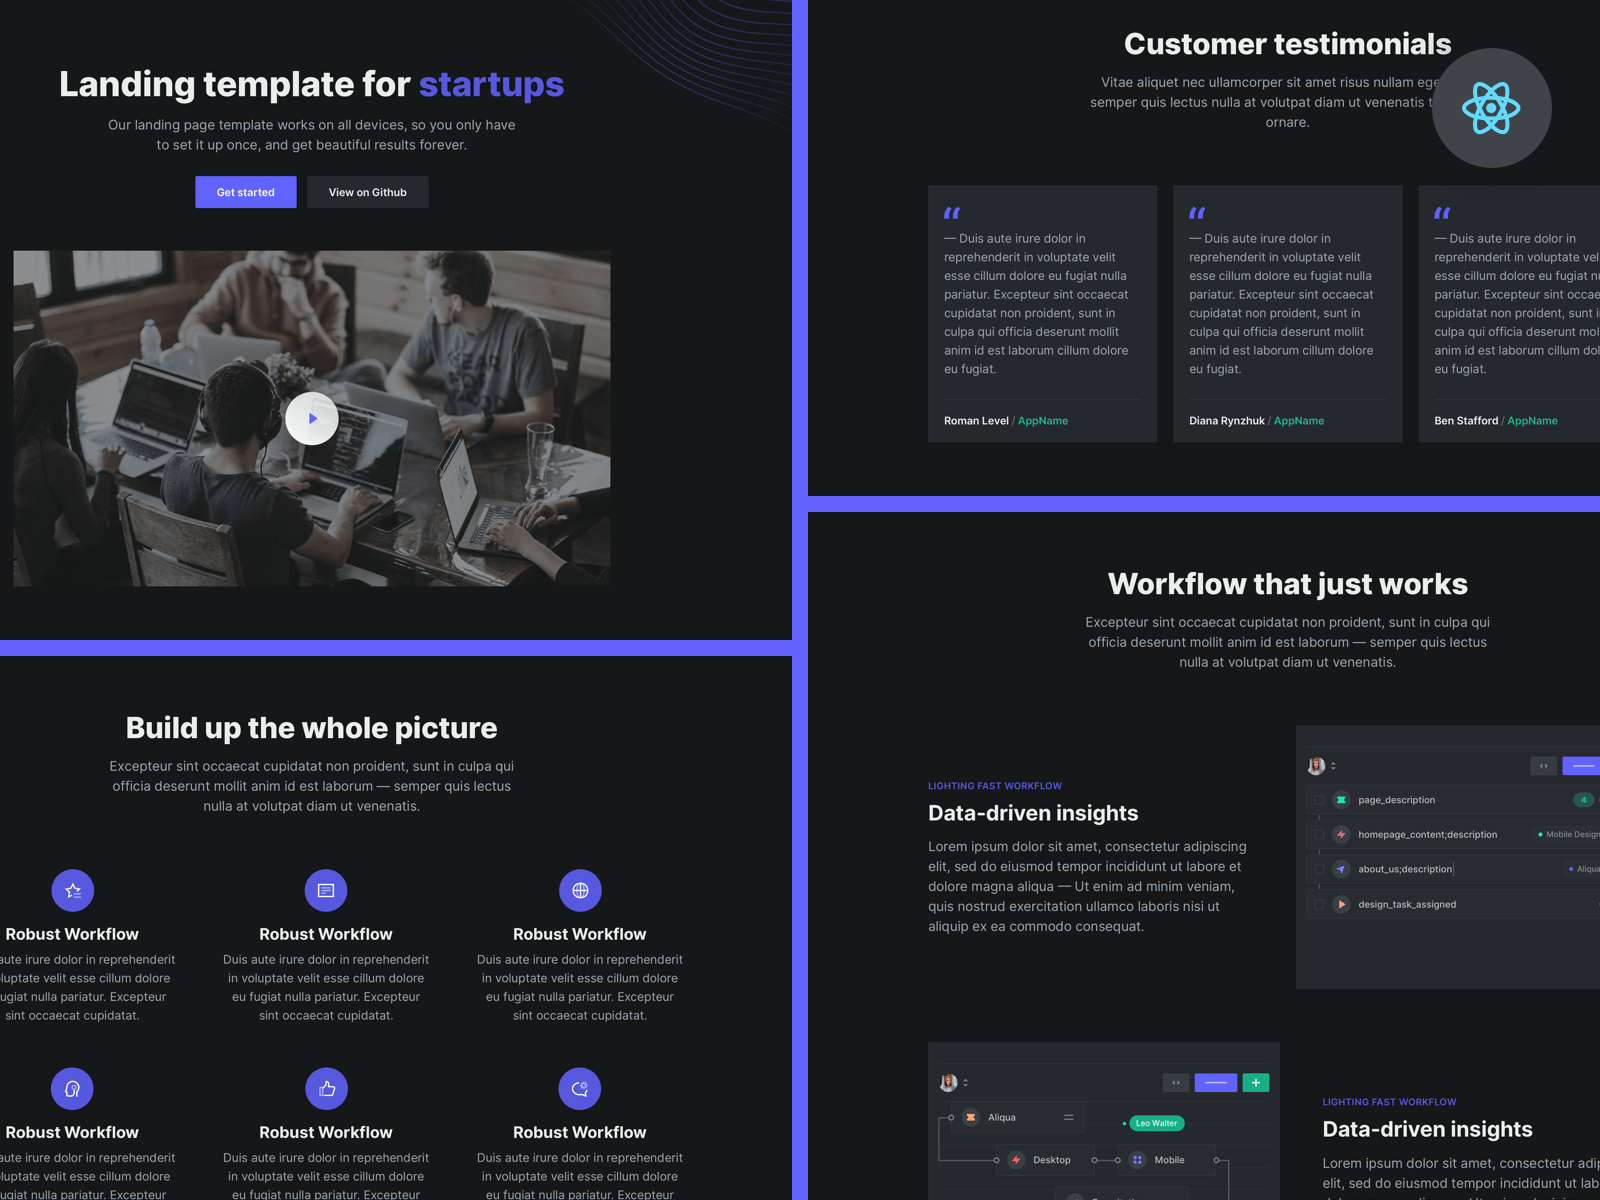 Landing template for startups
Our landing page template works on all devices, so you only have
to set it up once, and get beautiful results forever.
Get started
View on Github
Build up the whole picture
Excepteur sint occaecat cupidatat non proident, sunt in culpa qui
officia deserunt mollit anim id est laborum — semper quis lectus
nulla at volutpat diam ut venenatis.
Robust Workflow
aute irure dolor in reprehenderit
voluptate velit esse cillum dolore
fugiat nulla pariatur. Excepteur
sint occaecat cupidatat.
Robust Workflow
Duis aute irure dolor in reprehenderit
in voluptate velit esse cillum dolore
eu fugiat nulla pariatur. Excepteur
sint occaecat cupidatat.
Robust Workflow
Duis aute irure dolor in reprehenderit
in voluptate velit esse cillum dolore
eu fugiat nulla pariatur. Excepteur
sint occaecat cupidatat.
Robust Workflow
aute irure dolor in reprehenderit
voluptate velit esse cillum dolore
fugiat nulla pariatur. Excepteur
Robust Workflow
Duis aute irure dolor in reprehenderit
in voluptate velit esse cillum dolore
eu fugiat nulla pariatur. Excepteur
Robust Workflow
Duis aute irure dolor in reprehenderit
in voluptate velit esse cillum dolore
eu fugiat nulla pariatur. Excepteur
Customer testimonials
Vitae aliquet nec ullamcorper sit amet risus nullam
semper quis lectus nulla at volutpat diam ut venenatis
ornare.
“
— Duis aute irure dolor in
reprehenderit in voluptate velit
esse cillum dolore eu fugiat nulla
pariatur. Excepteur sint occaecat
cupidatat non proident, sunt in
culpa qui officia deserunt mollit
anim id est laborum cillum dolore
eu fugiat.
Roman Level / AppName
“
— Duis aute irure dolor in
reprehenderit in voluptate velit
esse cillum dolore eu fugiat nulla
pariatur. Excepteur sint occaecat
cupidatat non proident, sunt in
culpa qui officia deserunt mollit
anim id est laborum cillum dolore
eu fugiat.
Diana Rynzhuk / AppName
“
— Duis aute irure dolor in
reprehenderit in voluptate velit
esse cillum dolore eu fugiat
pariatur. Excepteur sint
cupidatat non proident, sunt in
culpa qui officia deserunt mollit
anim id est laborum cillum
eu fugiat.
Ben Stafford / AppName
Workflow that just works
Excepteur sint occaecat cupidatat non proident, sunt in culpa qui
officia deserunt mollit anim id est laborum — semper quis lectus
nulla at volutpat diam ut venenatis.
LIGHTING FAST WORKFLOW
Data-driven insights
Lorem ipsum dolor sit amet, consectetur adipiscing
elit, sed do eiusmod tempor incididunt ut labore et
dolore magna aliqua — Ut enim ad minim veniam,
quis nostrud exercitation ullamco laboris nisi ut
aliquip ex ea commodo consequat.
page_description
4
homepage_content;description
Mobile Design
about_us;description
Aliqua
design_task_assigned
Aliqua
Leo Walter
Desktop
Mobile
LIGHTING FAST WORKFLOW
Data-driven insights
Lorem ipsum dolor sit amet, consectetur
elit, sed do eiusmod tempor incididunt ut